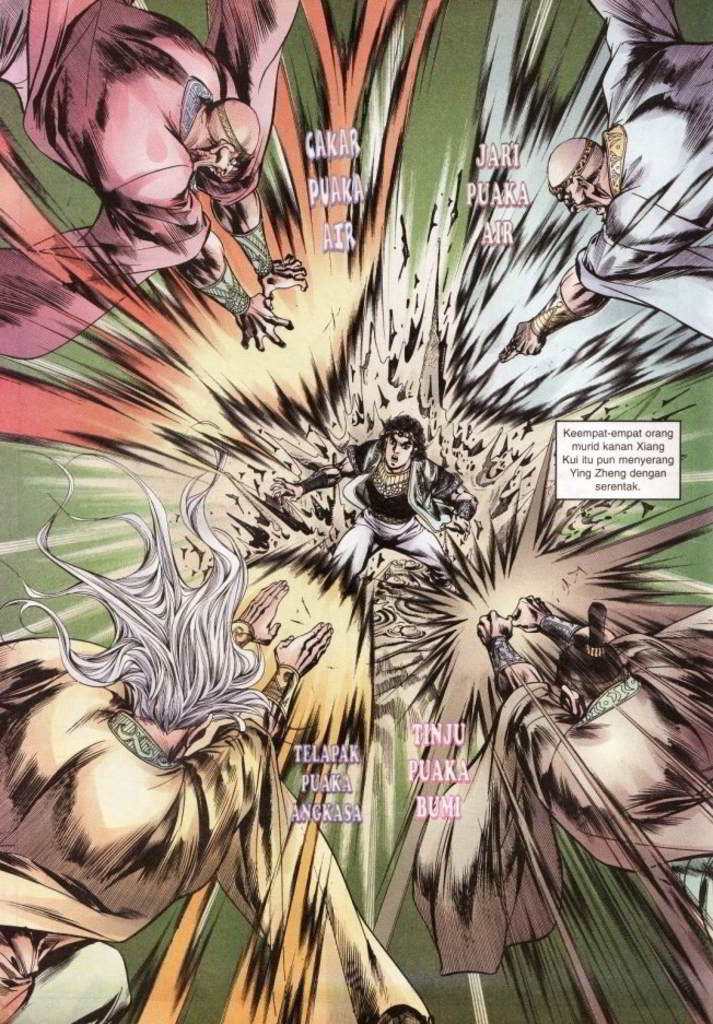 CAKAR
PUAKA
AIR
JARI
PUAKA
AIR
Keempat-empat orang
murid kanan Xiang
Kui itu pun menyerang
Ying Zheng dengan
serentak.
TELAPAK
PUAKA
ANGKASA
TINJU
PUAKA
BUMI